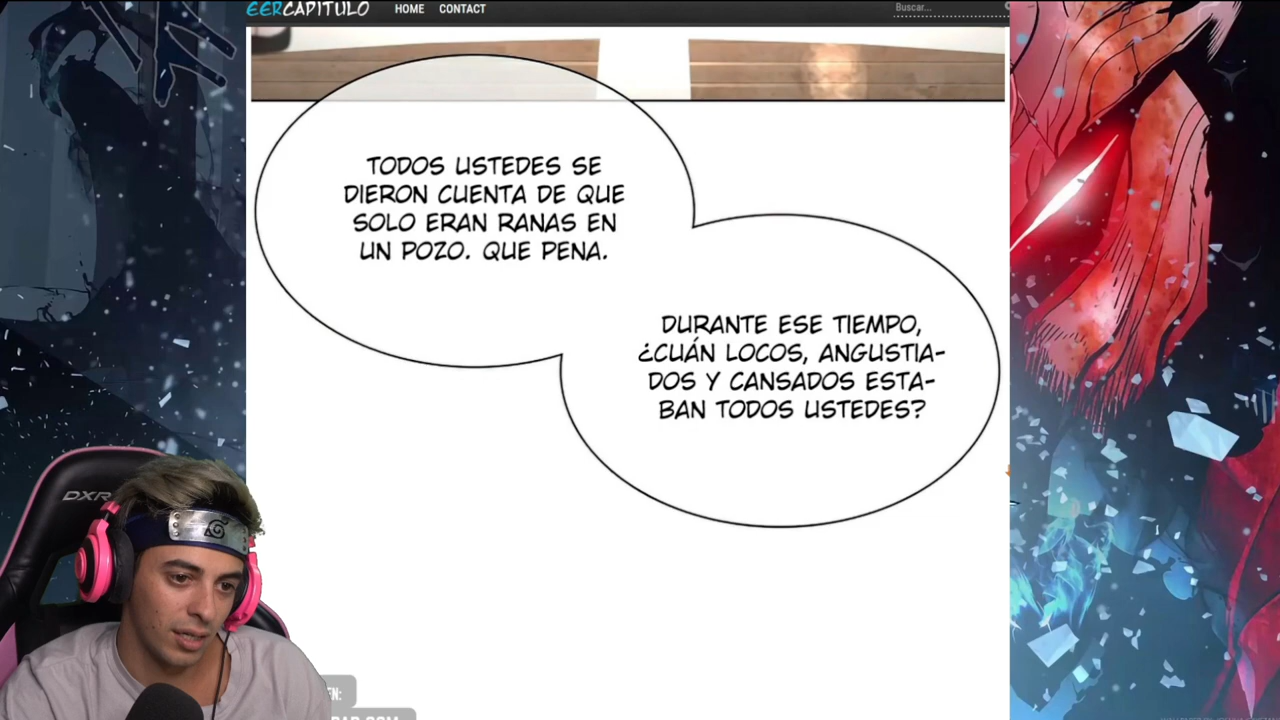 EERCAPITULO
HOME
CONTACT
Buscar...
TODOS USTEDES SE
DIERON CUENTA DE QUE
SOLO ERAN RANAS EN
UN POZO. QUE PENA.
DURANTE ESE TIEMPO,
¿CUÁN LOCOS, ANGUSTIA-
DOS Y CANSADOS ESTA-
BAN TODOS USTEDES?
DXR
EN: